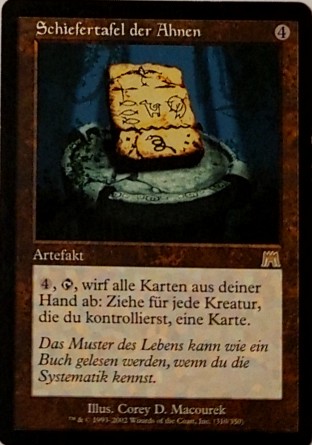 Schiefertafel der Ahnen 4
Artefakt
4, , wirf alle Karten aus deiner
Hand ab: Ziehe für jede Kreatur,
die du kontrollierst, eine Karte.
Das Muster des Lebens kann wie ein
Buch gelesen werden, wenn du die
Systematik kennst.
Illus. Corey D. Macourek
™ & © 1993-2002 Wizards of the Coast, Inc. 310/350